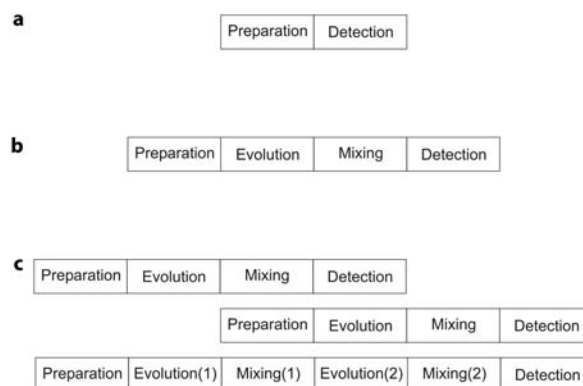 a Preparation Detection
b Preparation Evolution Mixing Detection
c Preparation Evolution Mixing Detection
Preparation Evolution Mixing Detection
Preparation Evolution(1) Mixing(1) Evolution(2) Mixing(2) Detection